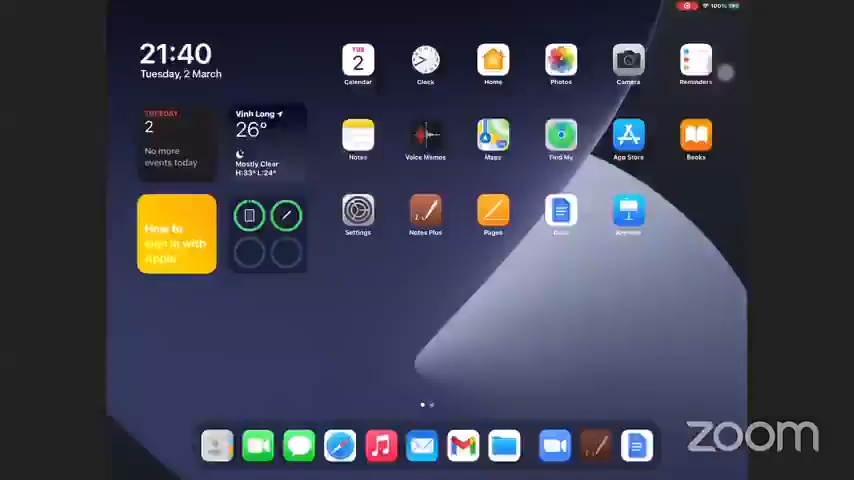 100%
21:40
Tuesday, 2 March
TUESDAY
2
No more
events today
Vinh Long
26°
Mostly Clear
H:33° L:24°
How to
sign in with
Apple
TUE
2
Calendar
Clock
Home
Photos
Camera
Reminders
Notes
Voice Memos
Maps
Find My
App Store
Books
Settings
Notes Plus
Pages
Docs
Keynote
zoom